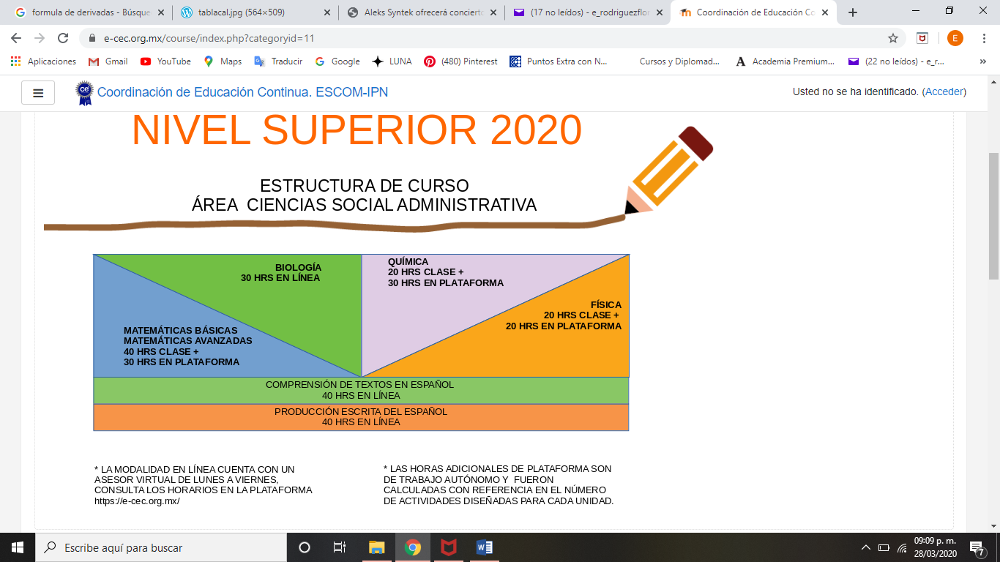 formula de derivadas - Búsque
tablacal.jpg (564×509)
Aleks Syntek ofrecerá concierto
(17 no leídos) - e_rodriguezflor
Coordinación de Educación Co
e-cec.org.mx/course/index.php?categoryid=11
E
Aplicaciones
Gmail
YouTube
Maps
Traducir
Google
LUNA
(480) Pinterest
Puntos Extra con N...
Cursos y Diplomad...
Academia Premium...
(22 no leídos) - e_r...
Coordinación de Educación Continua. ESCOM-IPN
Usted no se ha identificado. (Acceder)
NIVEL SUPERIOR 2020
ESTRUCTURA DE CURSO
ÁREA CIENCIAS SOCIAL ADMINISTRATIVA
BIOLOGÍA
30 HRS EN LÍNEA
QUÍMICA
20 HRS CLASE +
30 HRS EN PLATAFORMA
FÍSICA
20 HRS CLASE +
20 HRS EN PLATAFORMA
MATEMÁTICAS BÁSICAS
MATEMÁTICAS AVANZADAS
40 HRS CLASE +
30 HRS EN PLATAFORMA
COMPRENSIÓN DE TEXTOS EN ESPAÑOL
40 HRS EN LÍNEA
PRODUCCIÓN ESCRITA DEL ESPAÑOL
40 HRS EN LÍNEA
* LA MODALIDAD EN LÍNEA CUENTA CON UN
ASESOR VIRTUAL DE LUNES A VIERNES,
CONSULTA LOS HORARIOS EN LA PLATAFORMA
https://e-cec.org.mx/
* LAS HORAS ADICIONALES DE PLATAFORMA SON
DE TRABAJO AUTÓNOMO Y FUERON
CALCULADAS CON REFERENCIA EN EL NÚMERO
DE ACTIVIDADES DISEÑADAS PARA CADA UNIDAD.
Escribe aquí para buscar
09:09 p. m.
28/03/2020
7